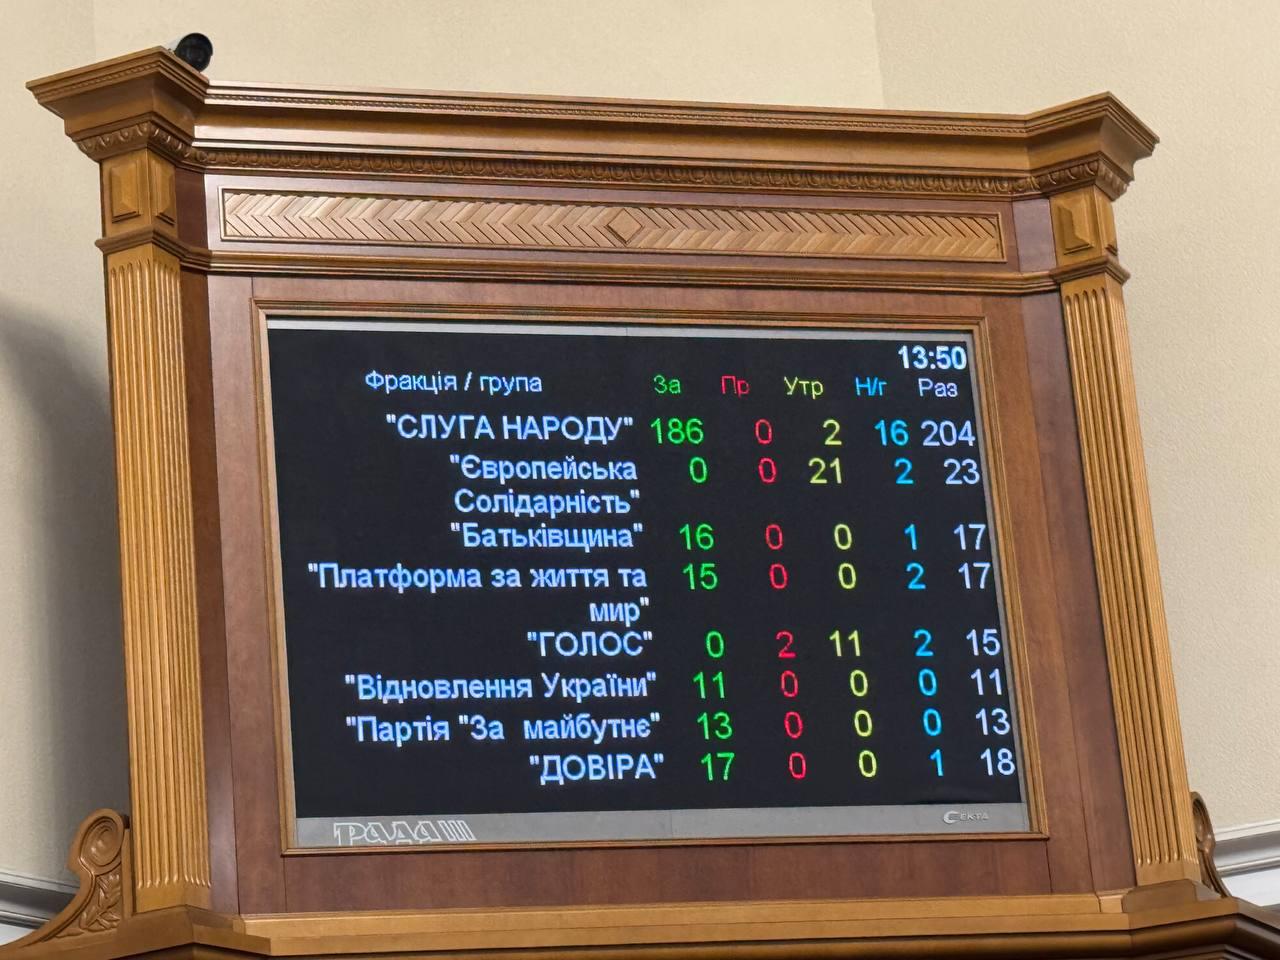 13:50
Фракція / група За Пр Утр Н/г Раз
"СЛУГА НАРОДУ" 186 0 2 16 204
"Європейська 0 0 21 2 23
Солідарність"
"Батьківщина" 16 0 0 1 17
"Платформа за життя та 15 0 0 2 17
мир"
"ГОЛОС" 0 2 11 2 15
"Відновлення України" 11 0 0 0 11
"Партія "За майбутнє" 13 0 0 0 13
"ДОВІРА" 17 0 0 1 18
РАДА III СЕКТА